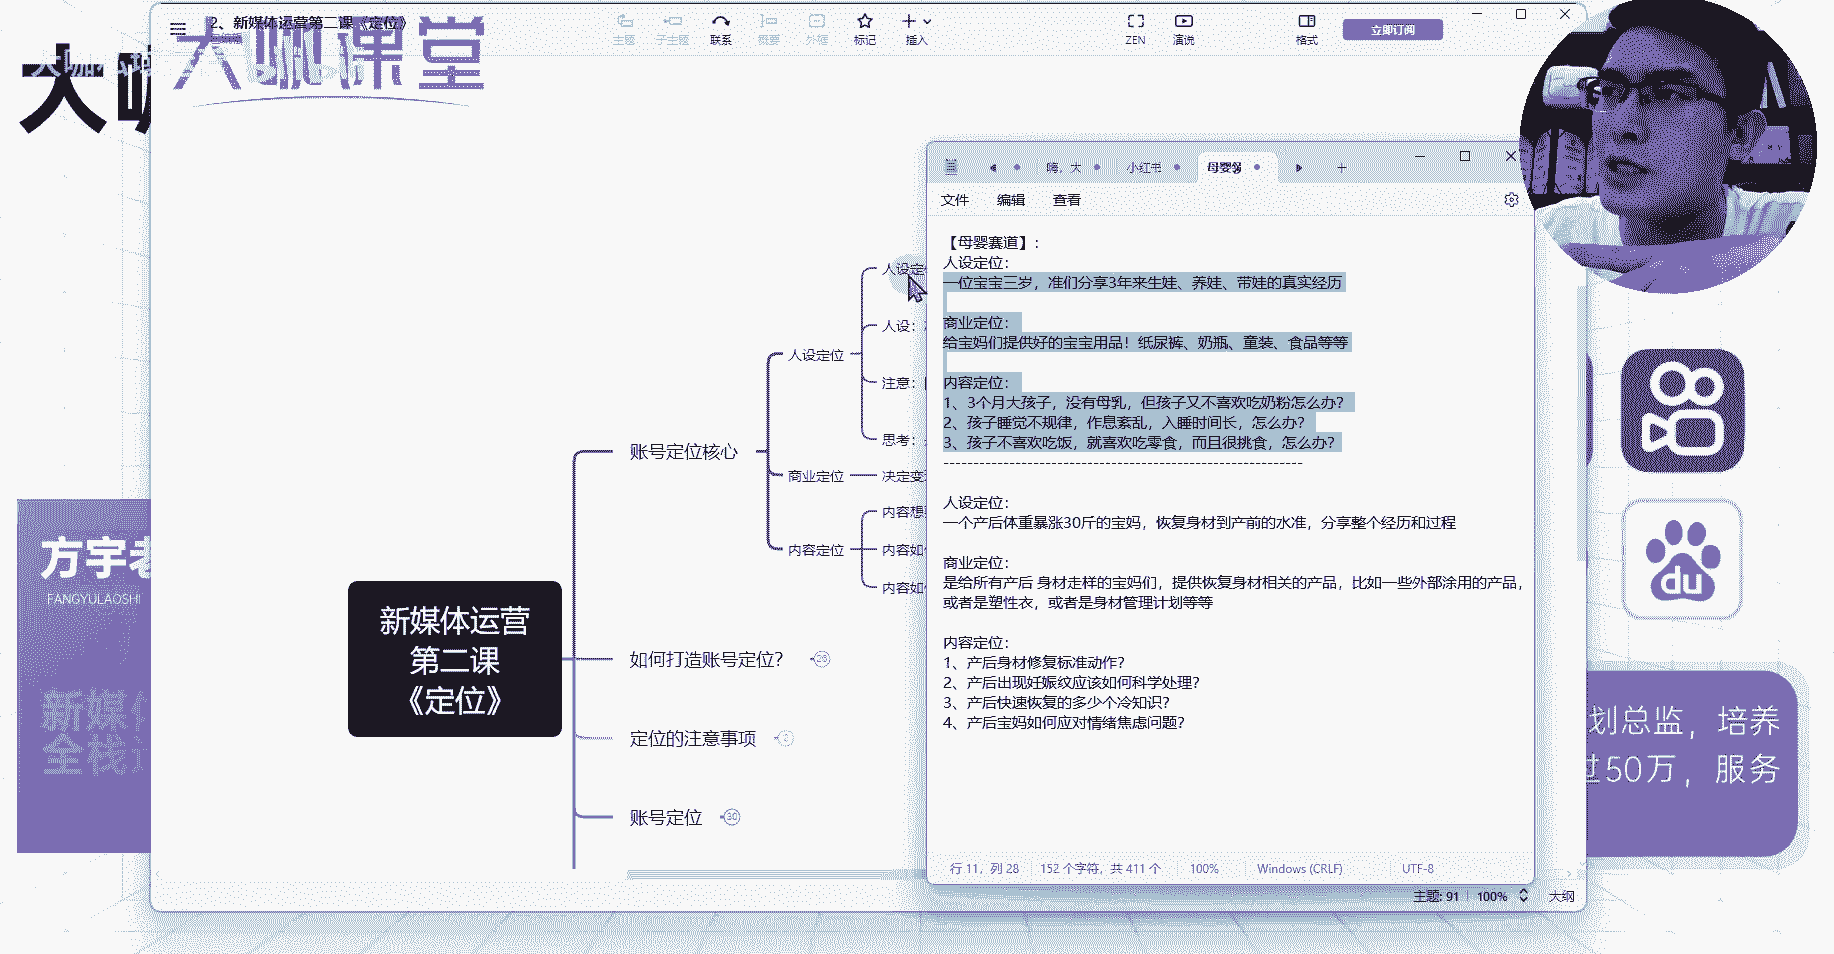 2、新媒体运营第二课《定位》
大咖课堂
主题
子主题
联系
概要
外框
标记
插入
ZEN
演说
格式
立即订阅
嗨，大
小红书
母婴
文件
编辑
查看
【母婴赛道】：
人设定位：
一位宝宝三岁，准们分享3年来生娃、养娃、带娃的真实经历
商业定位：
给宝妈们提供好的宝宝用品！纸尿裤、奶瓶、童装、食品等等
内容定位：
1、3个月大孩子，没有母乳，但孩子又不喜欢吃奶粉怎么办？
2、孩子睡觉不规律，作息紊乱，入睡时间长，怎么办？
3、孩子不喜欢吃饭，就喜欢吃零食，而且很挑食，怎么办？
------------------------------------------------------------
人设定位：
一个产后体重暴涨30斤的宝妈，恢复身材到产前的水准，分享整个经历和过程
商业定位：
是给所有产后 身材走样的宝妈们，提供恢复身材相关的产品，比如一些外部涂用的产品，
或者是塑性衣，或者是身材管理计划等等
内容定位：
1、产后身材修复标准动作？
2、产后出现妊娠纹应该如何科学处理？
3、产后快速恢复的多少个冷知识？
4、产后宝妈如何应对情绪焦虑问题？
行 11，列 28
152 个字符，共 411 个
100%
Windows (CRLF)
UTF-8
新媒体运营
第二课
《定位》
账号定位核心
人设定位
人设定
人设：
注意：
思考：
商业定位
决定变
内容定位
内容想
内容如
内容如
如何打造账号定位？
26
定位的注意事项
账号定位
30
主题: 91
100%
大纲
大咖
方宇老
FANGYULAOSHI
新媒体
全栈
du
划总监，培养
过50万，服务